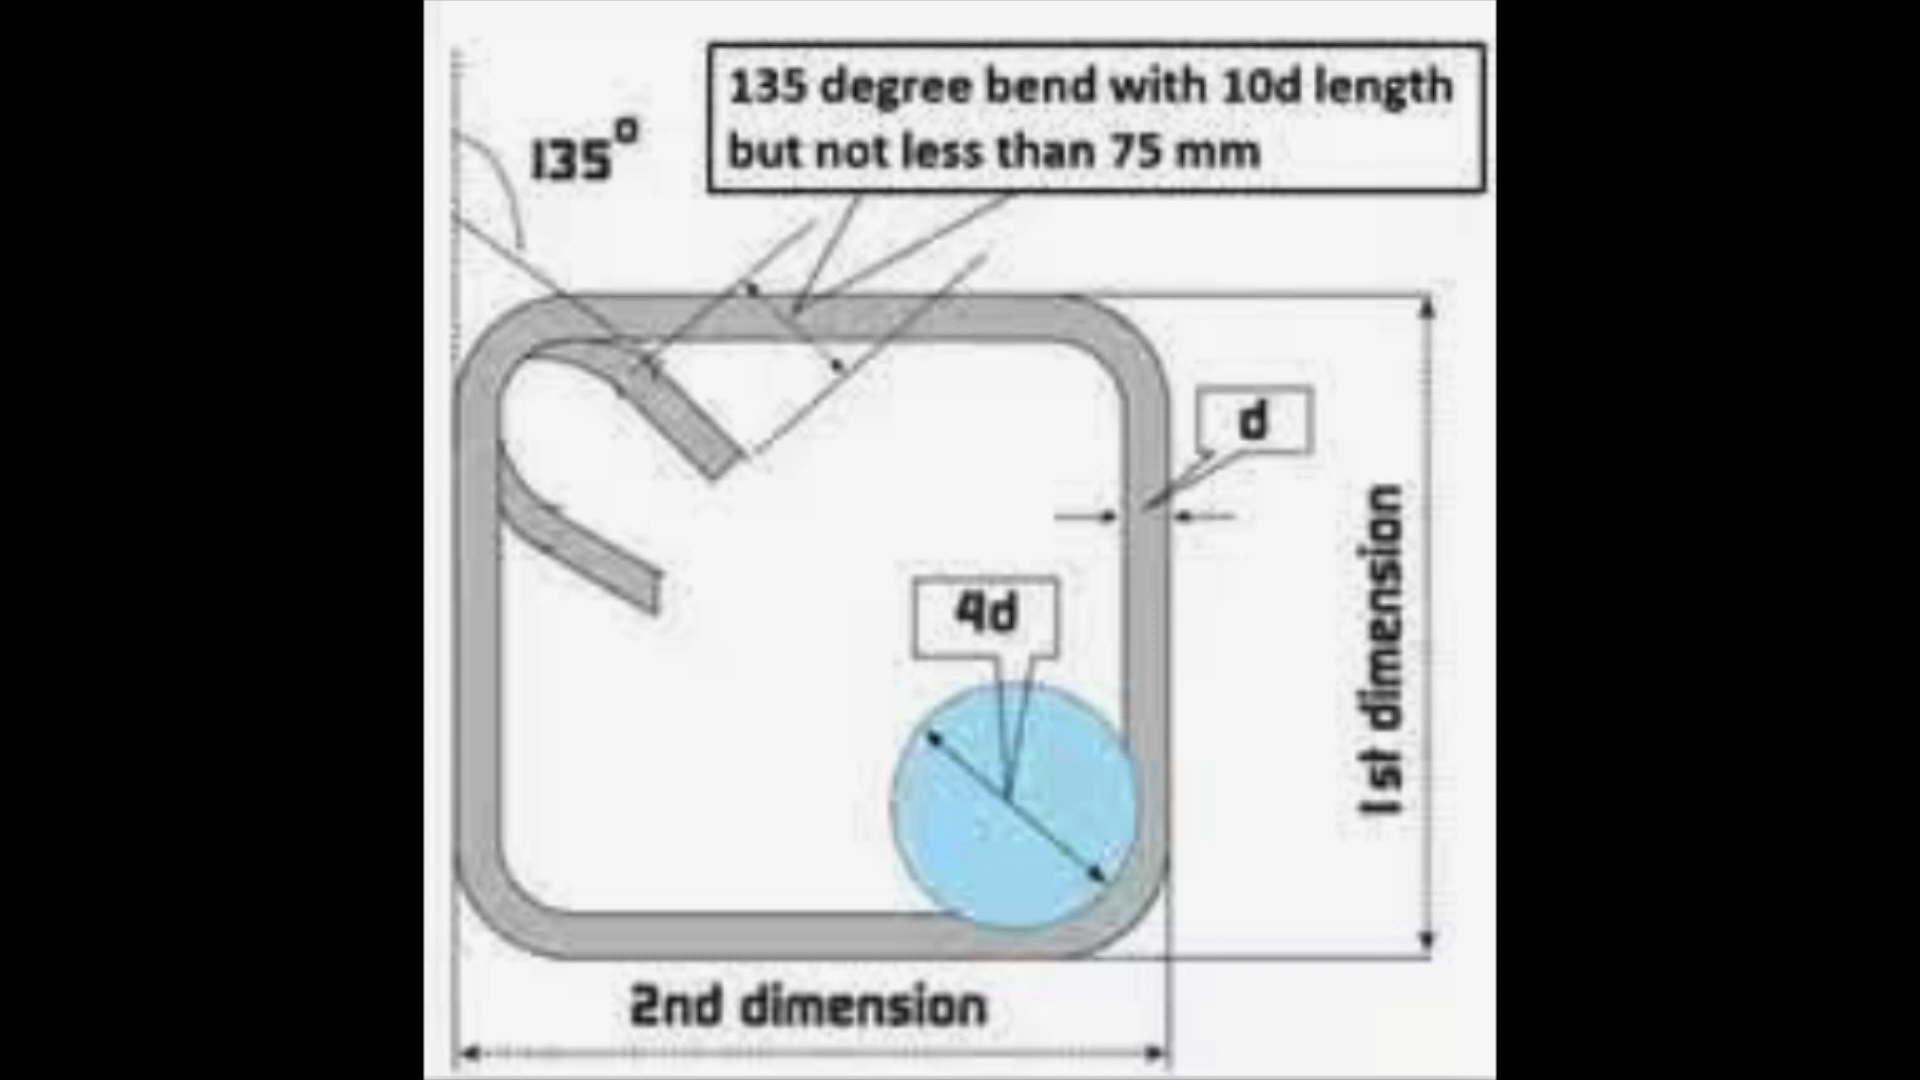 135 degree bend with 10d length
but not less than 75 mm
135°
d
4d
1st dimension
2nd dimension